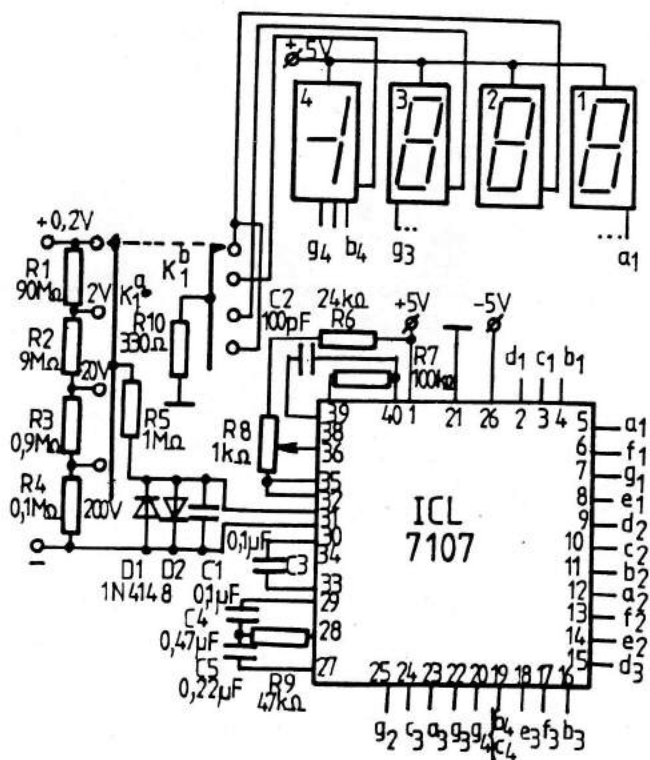 +5V
4
3
2
1
g4 b4 g3 ... ... a1
+0,2V
R1
90MΩ
2V
R2
9MΩ
20V
R3
0,9MΩ
R4
0,1MΩ
200V
−
K1 a
K1 b
R10
330Ω
R5
1MΩ
C2
100pF
24kΩ
R6
+5V
-5V
R7
100kΩ
R8
1kΩ
d1 c1 b1
39 40 1 21 26 2 3 4
38
36
35
32
31
30
34
33
29
28
27
ICL
7107
5 a1
6 f1
7 g1
8 e1
9 d2
10 c2
11 b2
12 a2
13 f2
14 e2
15 d3
D1 D2 C1
1N4148 0,1µF
0,1µF
C3
C4
0,47µF
C5
0,22µF
R9
47kΩ
25 24 23 22 20 19 18 17 16
g2 c3 a3 g3 g4 b4 c4 e3 f3 b3